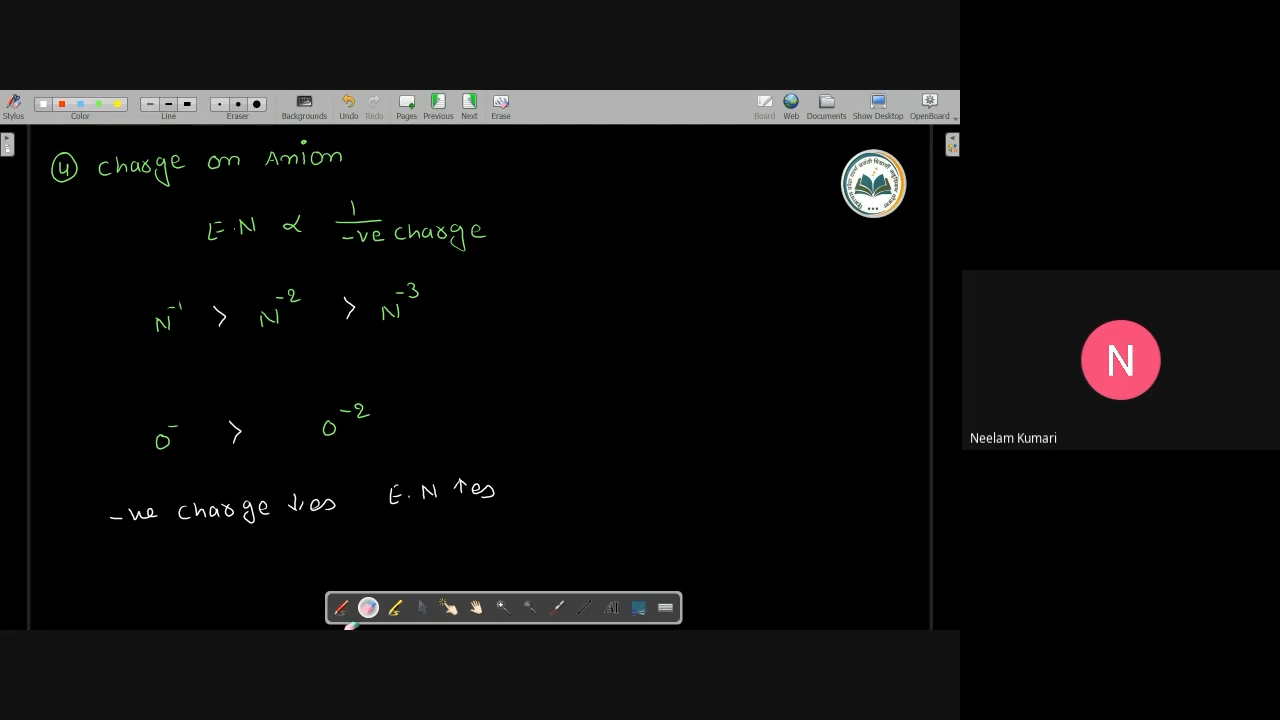 Stylus
Color
Line
Eraser
Backgrounds
Undo
Redo
Pages
Previous
Next
Erase
Board
Web
Documents
Show Desktop
OpenBoard
④ Charge on Anion
E.N ∝ 1/-ve charge
N⁻¹ > N⁻² > N⁻³
O⁻ > O⁻²
-ve charge ↓es E.N ↑es
N
Neelam Kumari